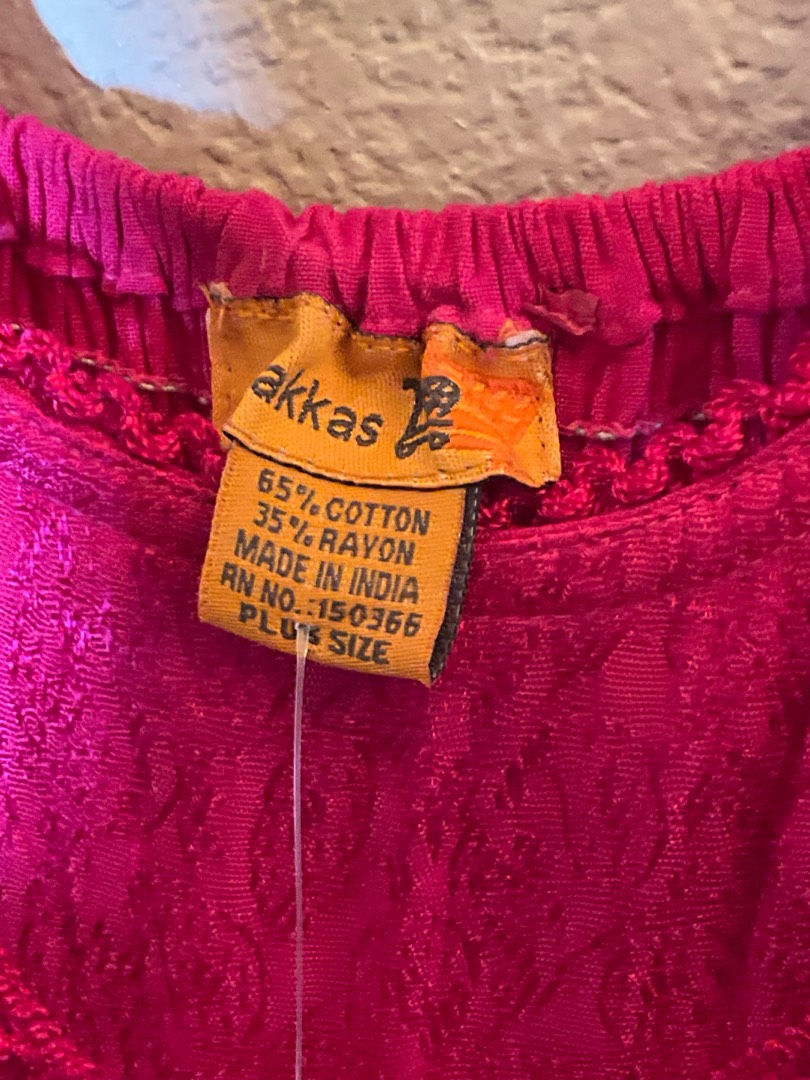 akkas
65% COTTON
35% RAYON
MADE IN INDIA
RN NO.:150366
PLUS SIZE